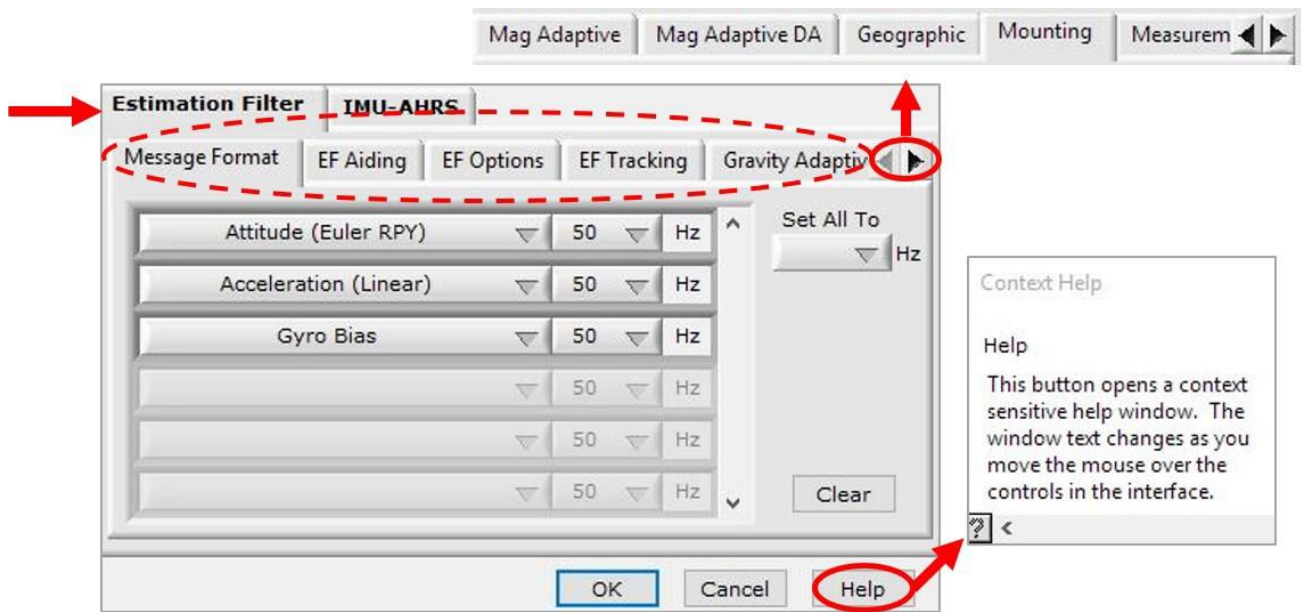 Mag Adaptive Mag Adaptive DA Geographic Mounting Measurem
Estimation Filter IMU-AHRS
Message Format EF Aiding EF Options EF Tracking Gravity Adaptiv
Attitude (Euler RPY) 50 Hz
Acceleration (Linear) 50 Hz
Gyro Bias 50 Hz
50 Hz
50 Hz
50 Hz
Set All To
Hz
Clear
OK Cancel Help
Context Help
Help
This button opens a context
sensitive help window. The
window text changes as you
move the mouse over the
controls in the interface.
?